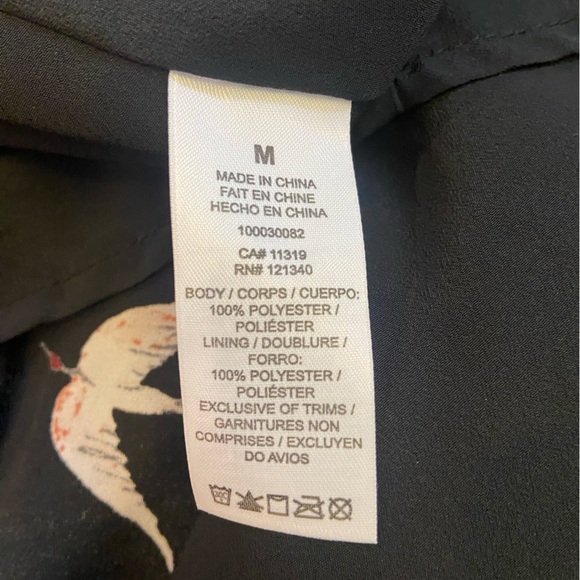 M
MADE IN CHINA
FAIT EN CHINE
HECHO EN CHINA
100030082
CA# 11319
RN# 121340
BODY / CORPS / CUERPO:
100% POLYESTER /
POLIÉSTER
LINING / DOUBLURE /
FORRO:
100% POLYESTER /
POLIÉSTER
EXCLUSIVE OF TRIMS /
GARNITURES NON
COMPRISES / EXCLUYEN
DO AVIOS